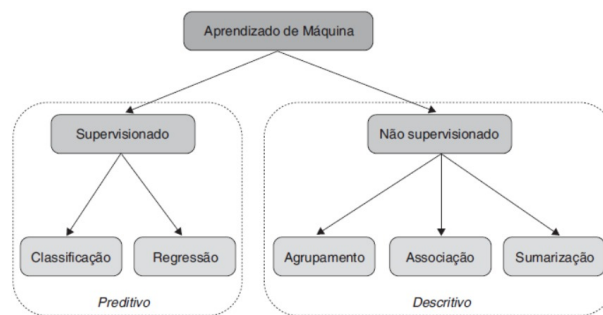 Aprendizado de Máquina
Supervisionado
Não supervisionado
Classificação
Regressão
Agrupamento
Associação
Sumarização
Preditivo
Descritivo